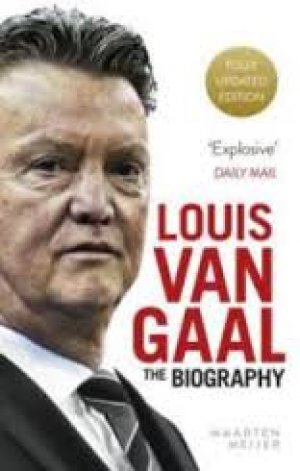 FULLY
UPDATED
EDITION
'Explosive'
DAILY MAIL
LOUIS
VAN
GAAL
THE BIOGRAPHY
MAARTEN
MEIJER